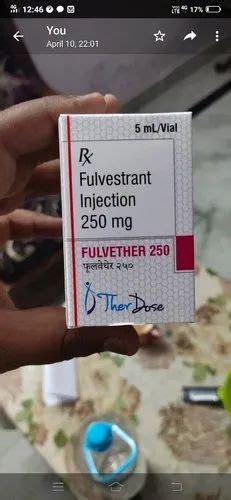 12:46
17%
You
April 10, 22:01
5 mL/Vial
Rx
Fulvestrant
Injection
250 mg
FULVETHER 250
फूलवेथेर २५०
TherDose